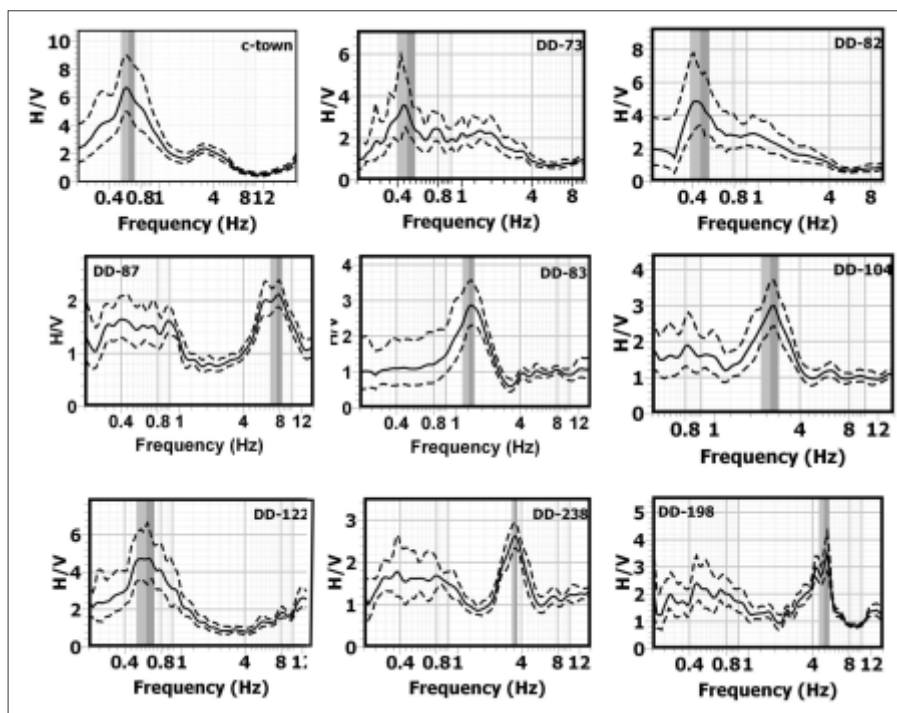 c-town
H/V
10
8
6
4
2
0
0.4 0.81 4 812
Frequency (Hz)
DD-73
H/V
6
4
2
0
0.4 0.8 1 4 8
Frequency (Hz)
DD-82
H/V
8
6
4
2
0
0.4 0.8 1 4 8
Frequency (Hz)
DD-87
H/V
2
1
0
0.4 0.8 1 4 8 12
Frequency (Hz)
DD-83
H/V
4
3
2
1
0
0.4 0.8 1 4 8 12
Frequency (Hz)
DD-104
H/V
4
3
2
1
0
0.8 1 4 8 12
Frequency (Hz)
DD-122
H/V
6
4
2
0
0.4 0.81 4 8 12
Frequency (Hz)
DD-238
H/V
3
2
1
0
0.4 0.81 4 8 12
Frequency (Hz)
DD-198
H/V
5
4
3
2
1
0
0.4 0.81 4 8 12
Frequency (Hz)